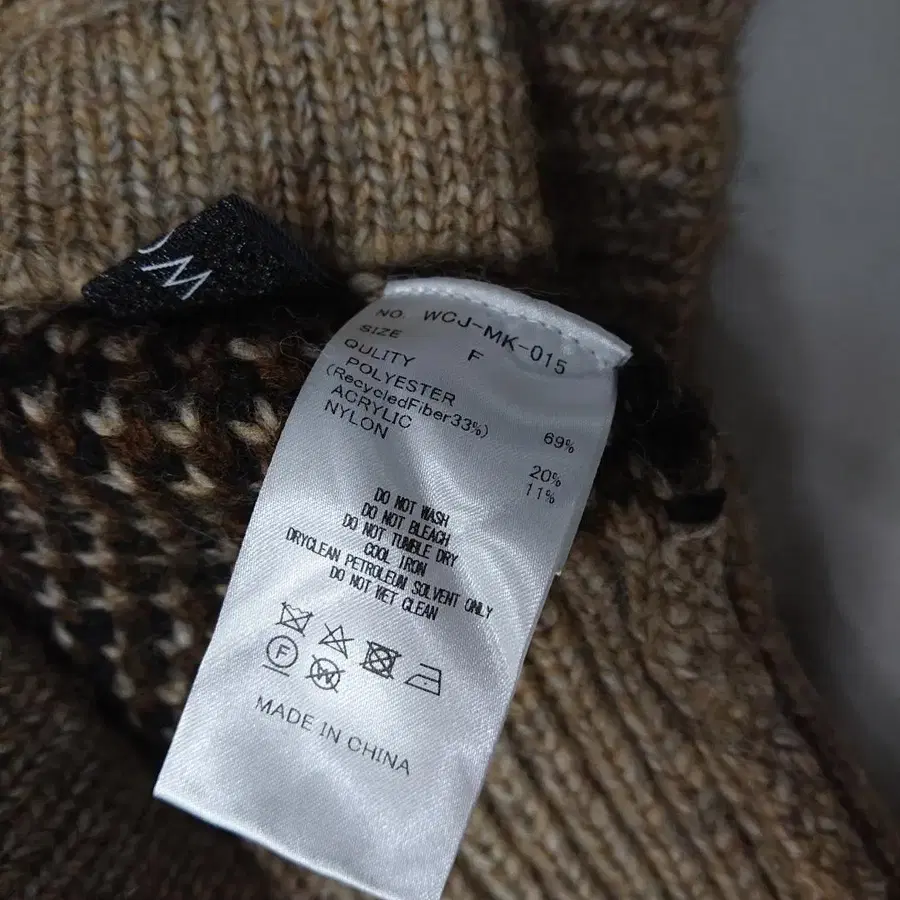 NO. WCJ-MK-015
SIZE F
QULITY
POLYESTER 69%
(RecycledFiber33%)
ACRYLIC 20%
NYLON 11%
DO NOT WASH
DO NOT BLEACH
DO NOT TUMBLE DRY
COOL IRON
DRYCLEAN PETROLEUM SOLVENT ONLY
DO NOT WET CLEAN
F W
MADE IN CHINA